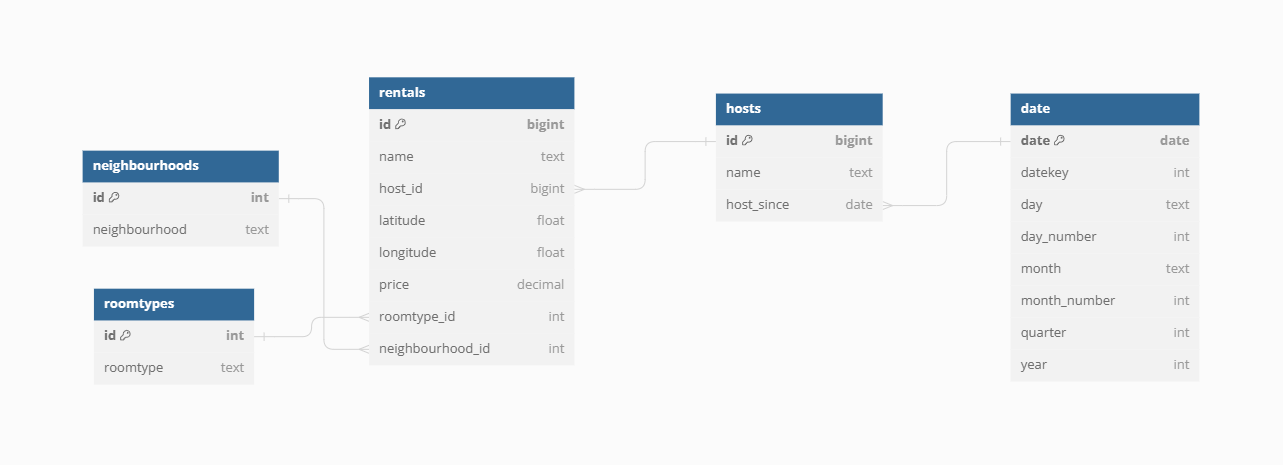 neighbourhoods
id int
neighbourhood text
roomtypes
id int
roomtype text
rentals
id bigint
name text
host_id bigint
latitude float
longitude float
price decimal
roomtype_id int
neighbourhood_id int
hosts
id bigint
name text
host_since date
date
date date
datekey int
day text
day_number int
month text
month_number int
quarter int
year int